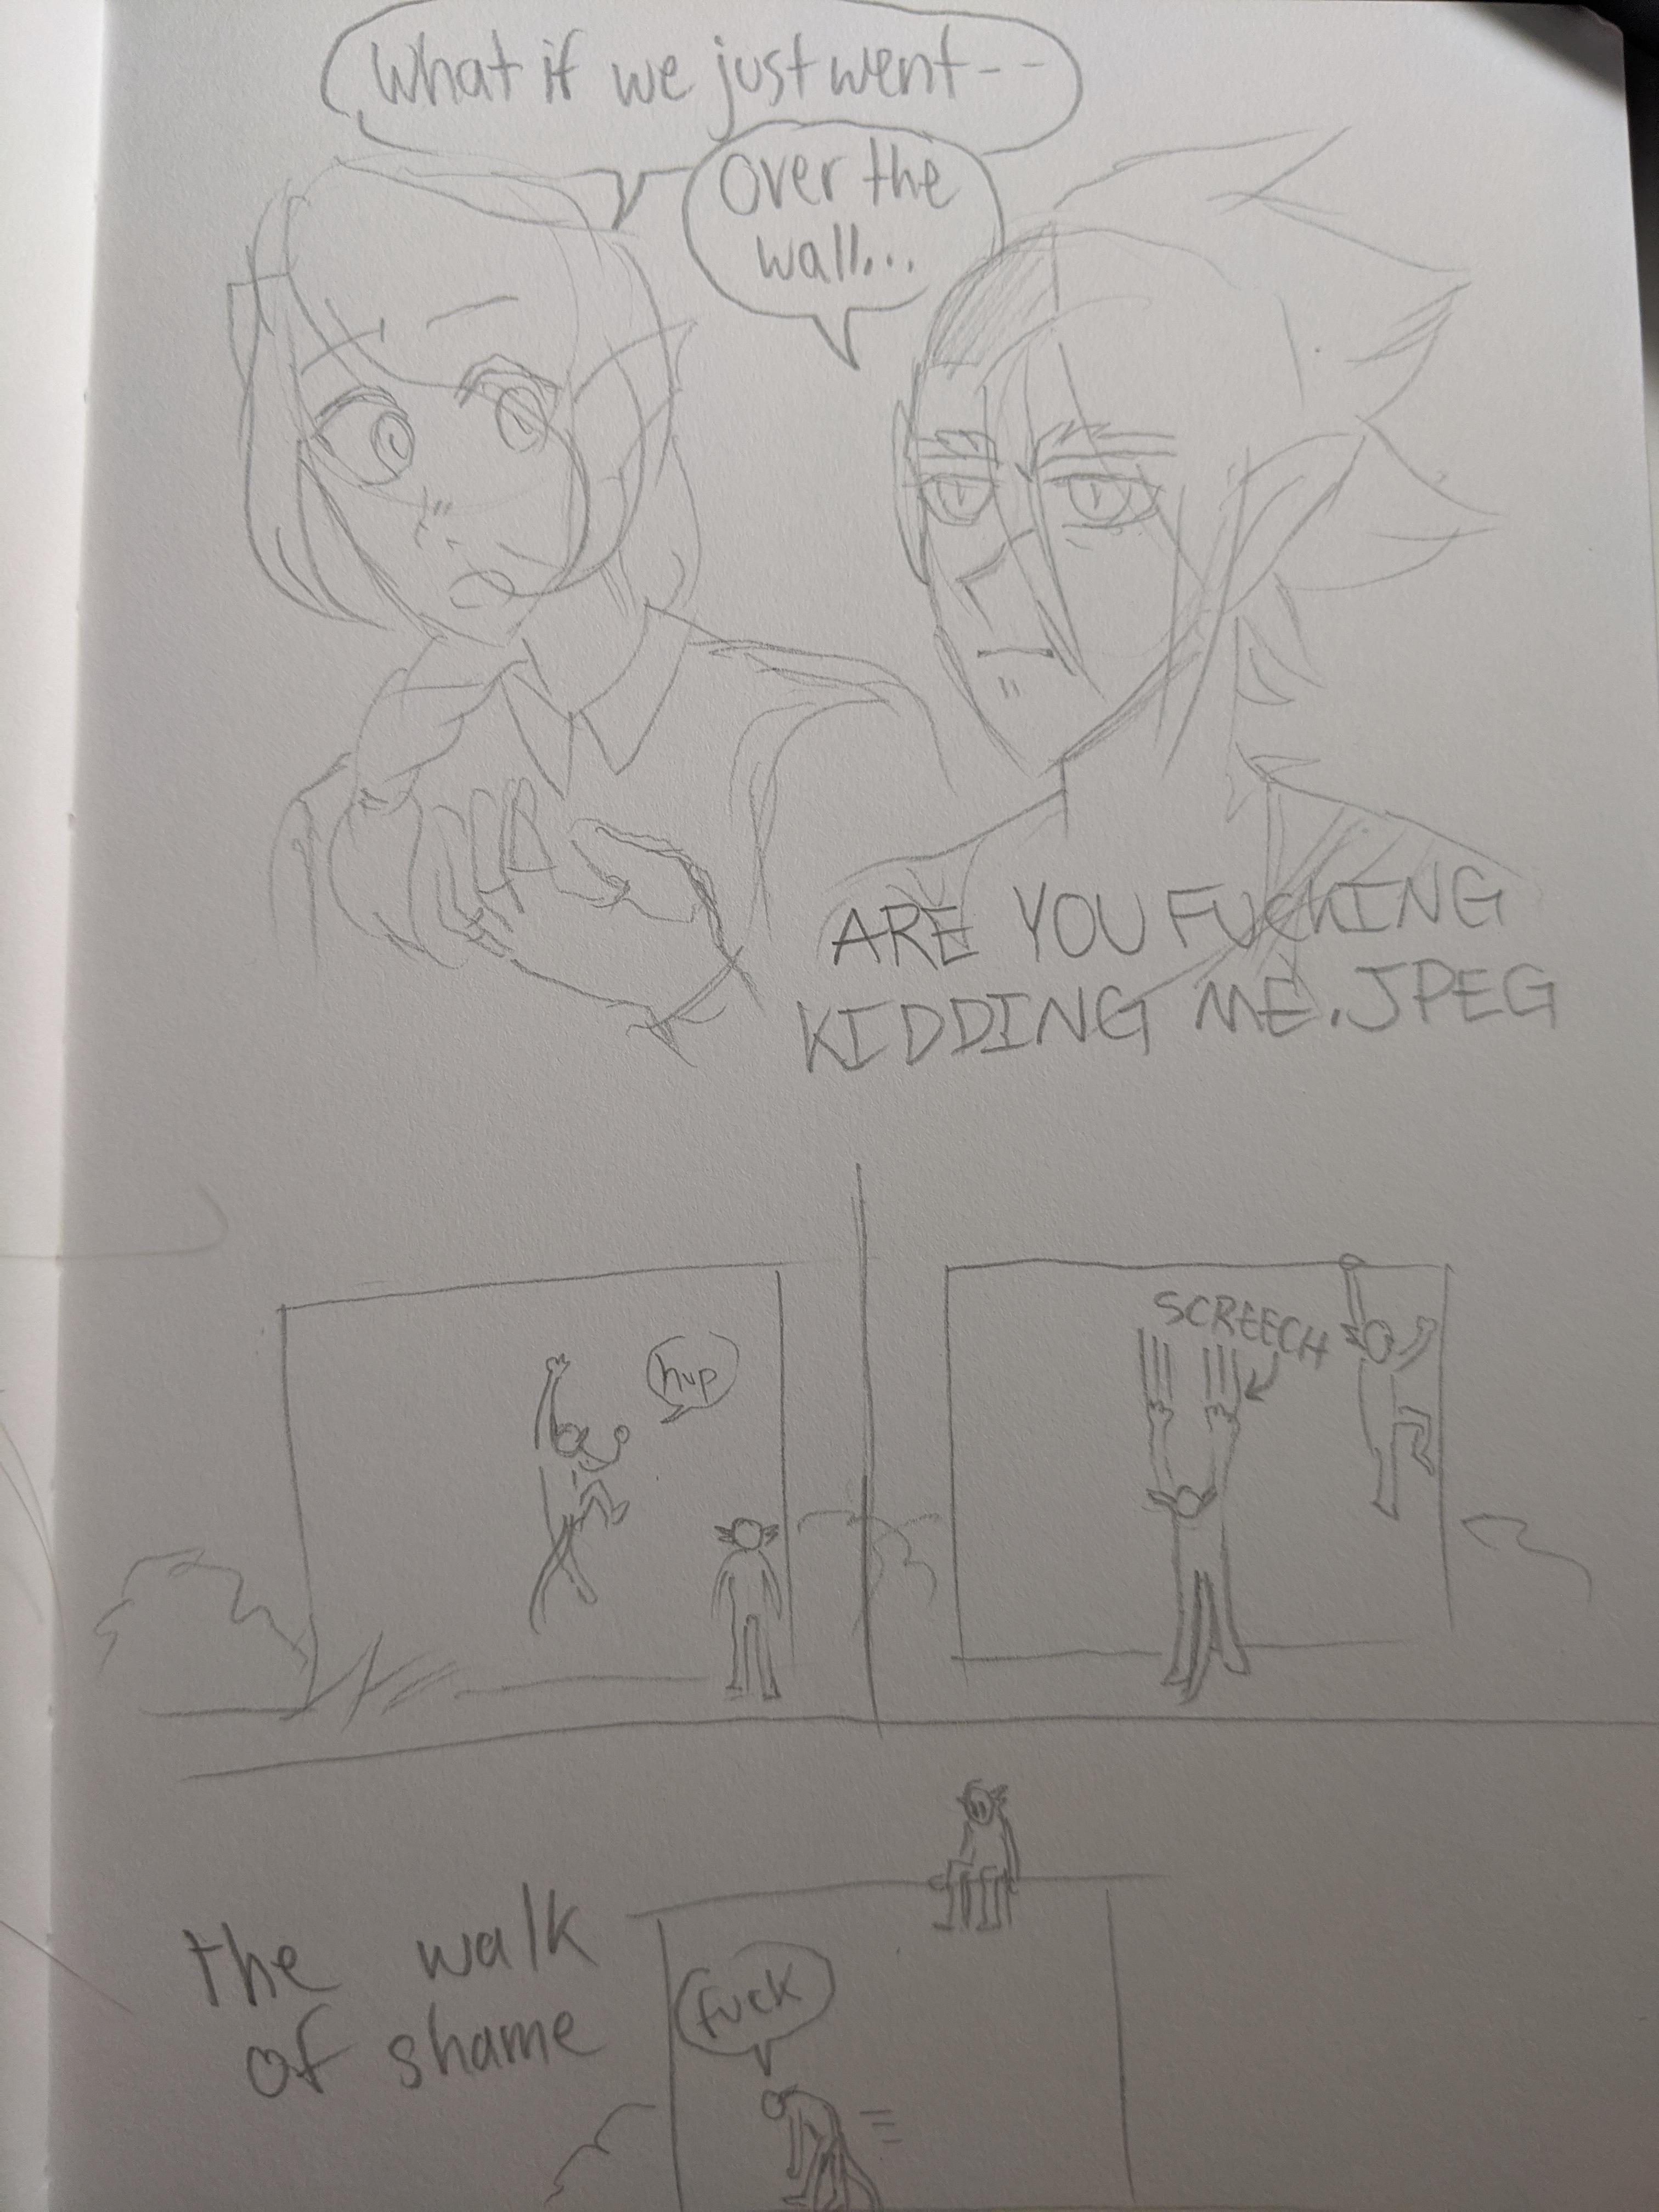 What if we just went--
Over the
wall...
ARE YOU FUCKING
KIDDING ME.JPEG
hup
SCREECH
the walk
of shame
fuck